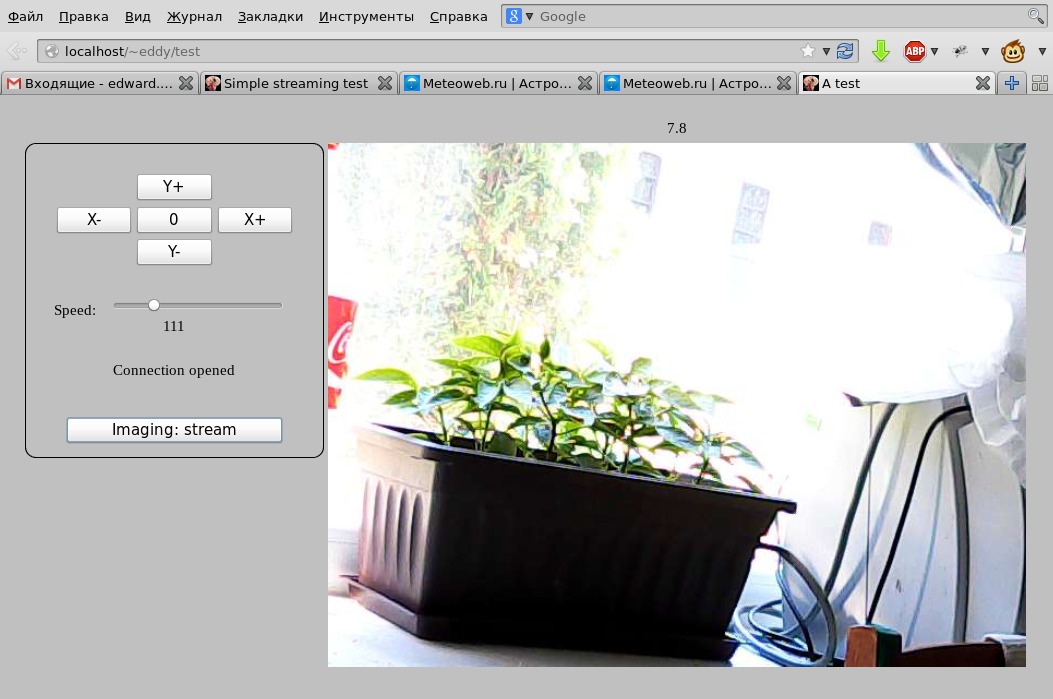 Файл Правка Вид Журнал Закладки Инструменты Справка Google
localhost/~eddy/test ABP
Входящие - edward.... Simple streaming test Meteoweb.ru | Астро... Meteoweb.ru | Астро... A test
7.8
Y+
X- 0 X+
Y-
Speed:
111
Connection opened
Imaging: stream